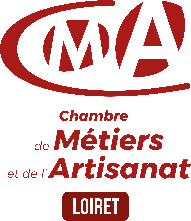 CMA
Chambre
de Métiers
et de l'Artisanat
LOIRET